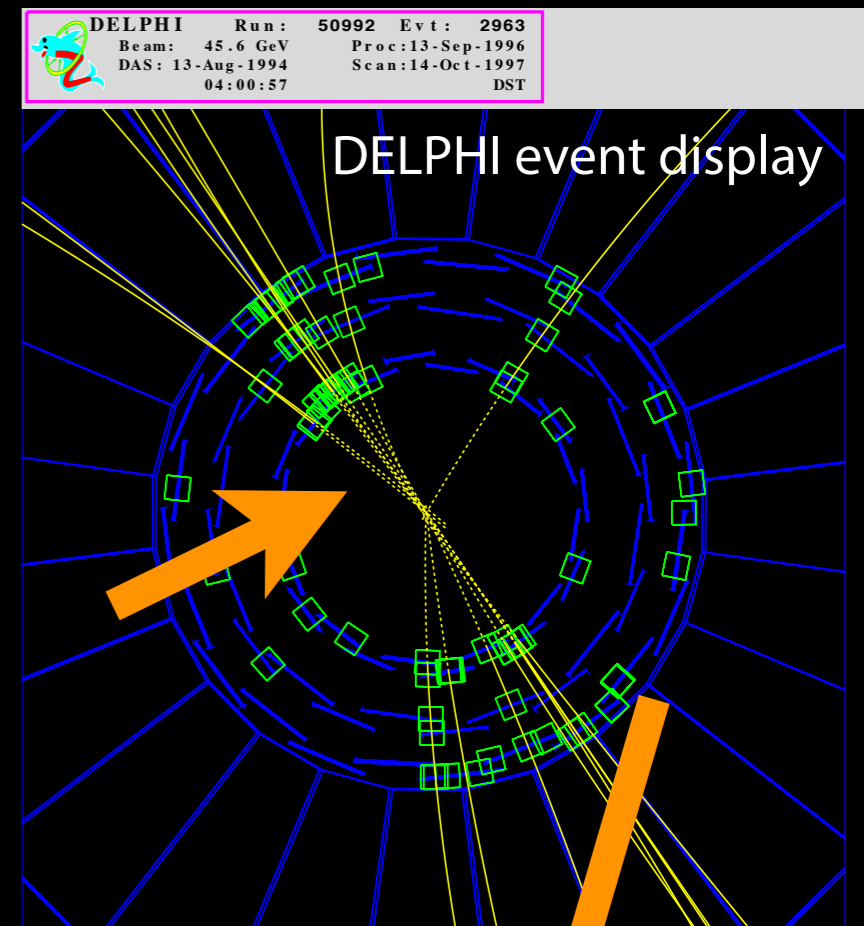 DELPHI Run: 50992 Evt: 2963
Beam: 45.6 GeV Proc:13-Sep-1996
DAS: 13-Aug-1994 Scan:14-Oct-1997
04:00:57 DST
DELPHI event display